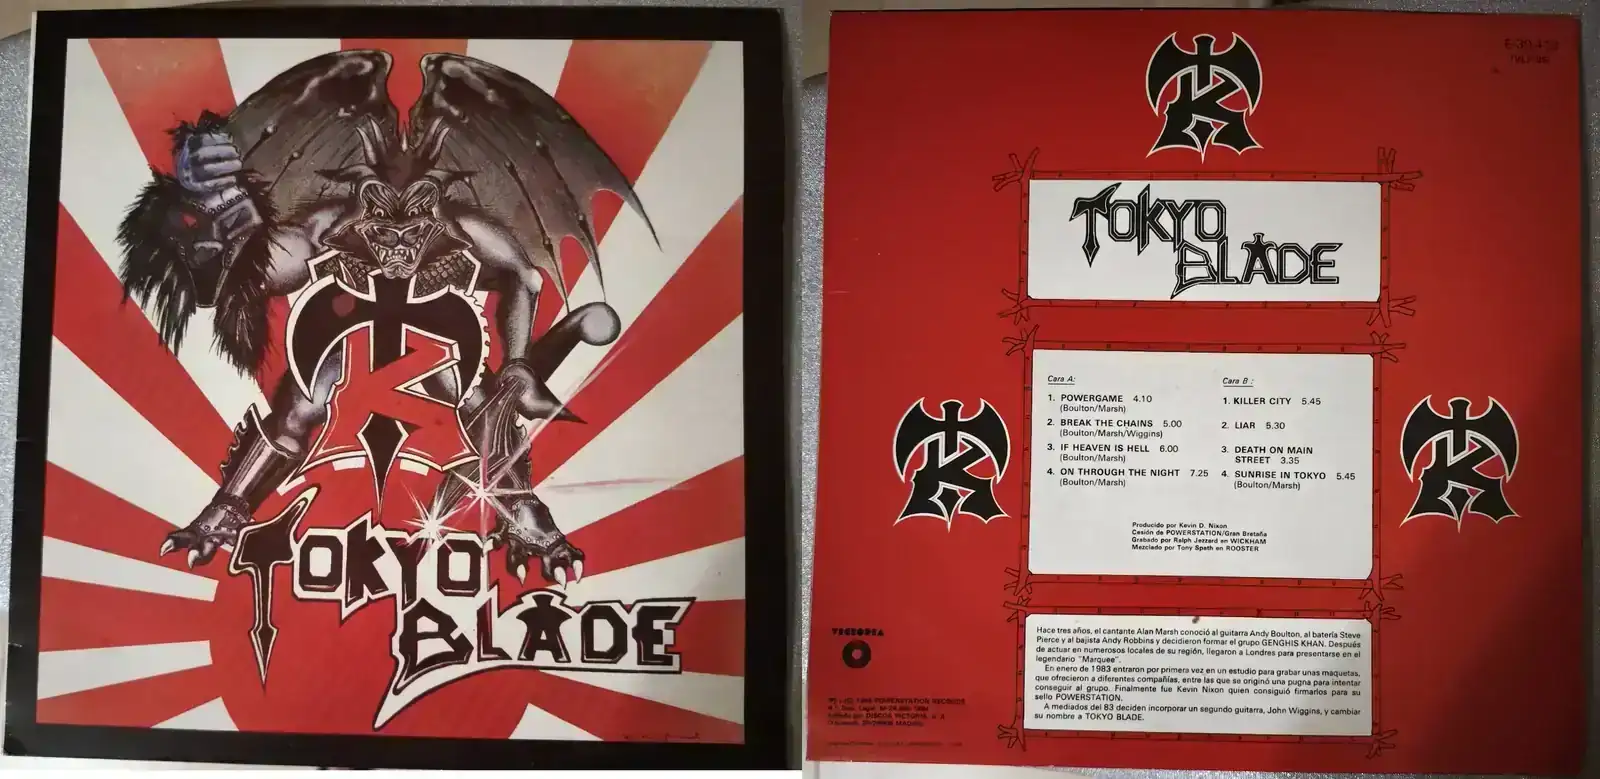 TOKYO
BLADE
TOKYO
BLADE
Cara A:
1. POWERGAME 4.10
(Boulton/Marsh)
2. BREAK THE CHAINS 5.00
(Boulton/Marsh/Wiggins)
3. IF HEAVEN IS HELL 6.00
(Boulton/Marsh)
4. ON THROUGH THE NIGHT 7.25
(Boulton/Marsh)
Cara B:
1. KILLER CITY 5.45
2. LIAR 5.30
3. DEATH ON MAIN
STREET 3.35
4. SUNRISE IN TOKYO 5.45
(Boulton/Marsh)
Producido por Kevin D. Nixon
Cesión de POWERSTATION/Gran Bretaña
Grabado por Ralph Jezzard en WICKHAM
Mezclado por Tony Spath en ROOSTER
Hace tres años, el cantante Alan Marsh conoció al guitarra Andy Boulton, al batería Steve
Pierce y al bajista Andy Robbins y decidieron formar el grupo GENGHIS KHAN. Después
de actuar en numerosos locales de su región, llegaron a Londres para presentarse en el
legendario "Marquee".
En enero de 1983 entraron por primera vez en un estudio para grabar unas maquetas,
que ofrecieron a diferentes compañías, entre las que se originó una pugna para intentar
conseguir al grupo. Finalmente fue Kevin Nixon quien consiguió firmarlos para su
sello POWERSTATION.
A mediados del 83 deciden incorporar un segundo guitarra, John Wiggins, y cambiar
su nombre a TOKYO BLADE.
VICTORIA
POWERSTATION RECORDS
DISCOS VICTORIA, S. A.